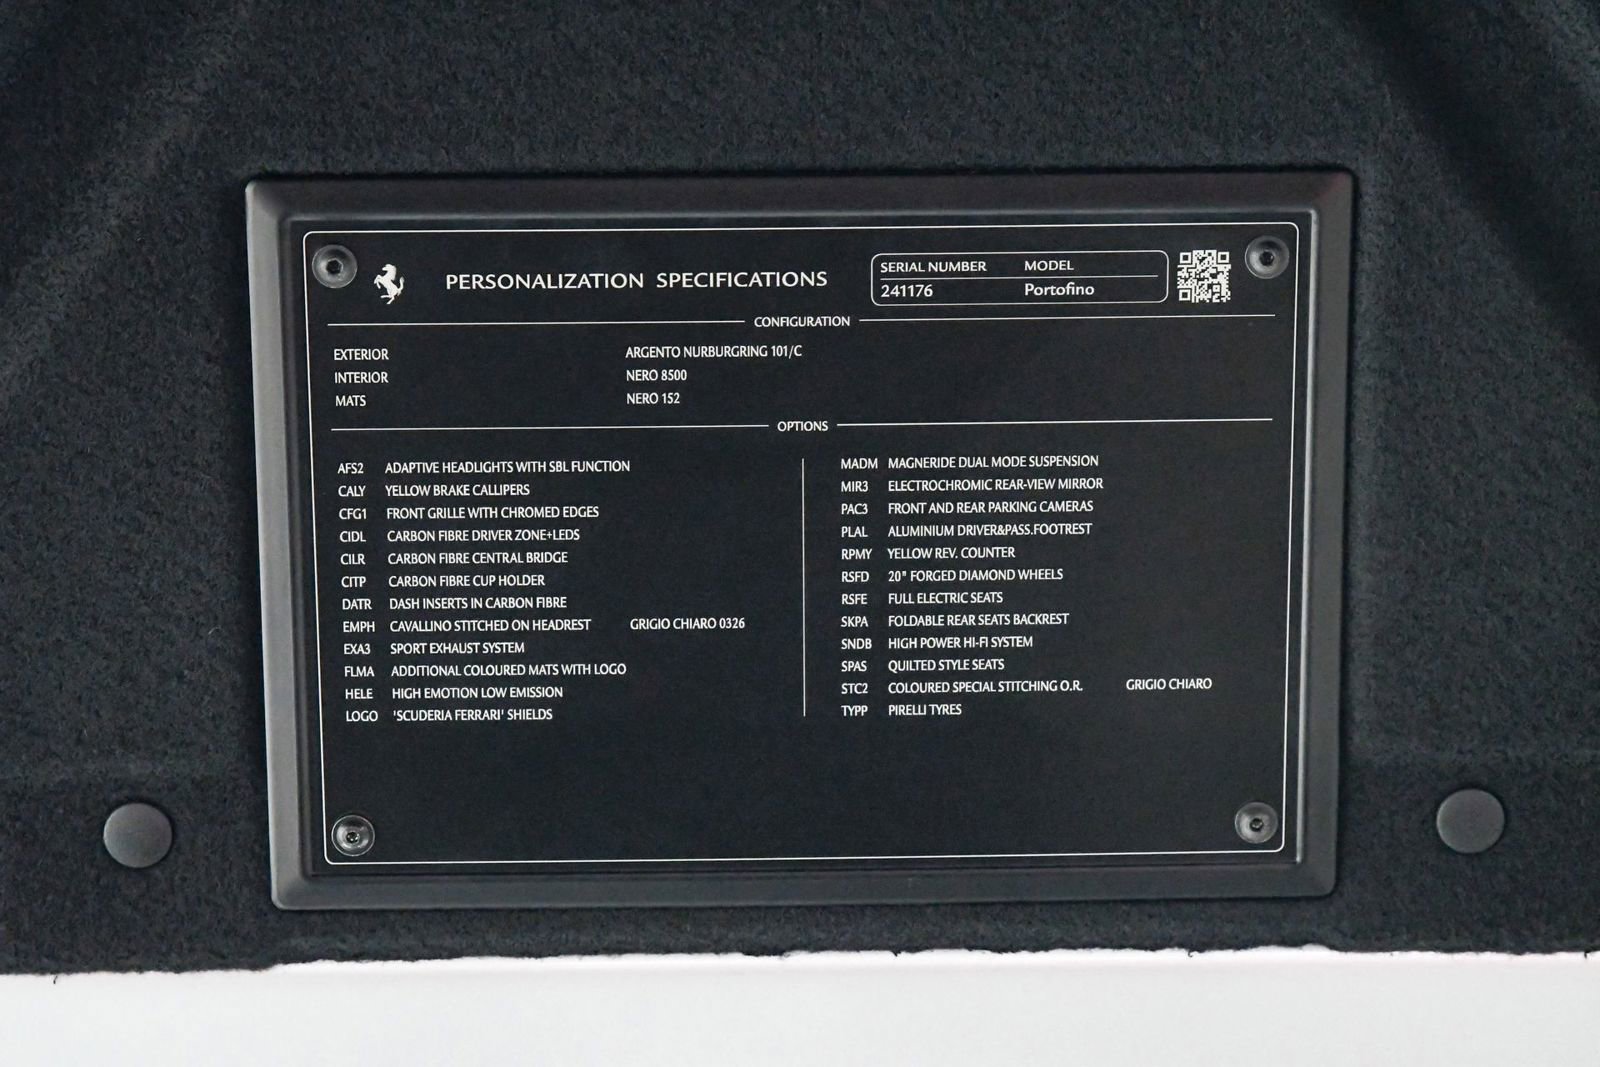 PERSONALIZATION SPECIFICATIONS
SERIAL NUMBER MODEL
241176 Portofino
CONFIGURATION
EXTERIOR ARGENTO NURBURGRING 101/C
INTERIOR NERO 8500
MATS NERO 152
OPTIONS
AFS2 ADAPTIVE HEADLIGHTS WITH SBL FUNCTION
CALY YELLOW BRAKE CALLIPERS
CFG1 FRONT GRILLE WITH CHROMED EDGES
CIDL CARBON FIBRE DRIVER ZONE+LEDS
CILR CARBON FIBRE CENTRAL BRIDGE
CITP CARBON FIBRE CUP HOLDER
DATR DASH INSERTS IN CARBON FIBRE
EMPH CAVALLINO STITCHED ON HEADREST GRIGIO CHIARO 0326
EXA3 SPORT EXHAUST SYSTEM
FLMA ADDITIONAL COLOURED MATS WITH LOGO
HELE HIGH EMOTION LOW EMISSION
LOGO 'SCUDERIA FERRARI' SHIELDS
MADM MAGNERIDE DUAL MODE SUSPENSION
MIR3 ELECTROCHROMIC REAR-VIEW MIRROR
PAC3 FRONT AND REAR PARKING CAMERAS
PLAL ALUMINIUM DRIVER&PASS.FOOTREST
RPMY YELLOW REV. COUNTER
RSFD 20" FORGED DIAMOND WHEELS
RSFE FULL ELECTRIC SEATS
SKPA FOLDABLE REAR SEATS BACKREST
SNDB HIGH POWER HI-FI SYSTEM
SPAS QUILTED STYLE SEATS
STC2 COLOURED SPECIAL STITCHING O.R. GRIGIO CHIARO
TYPP PIRELLI TYRES